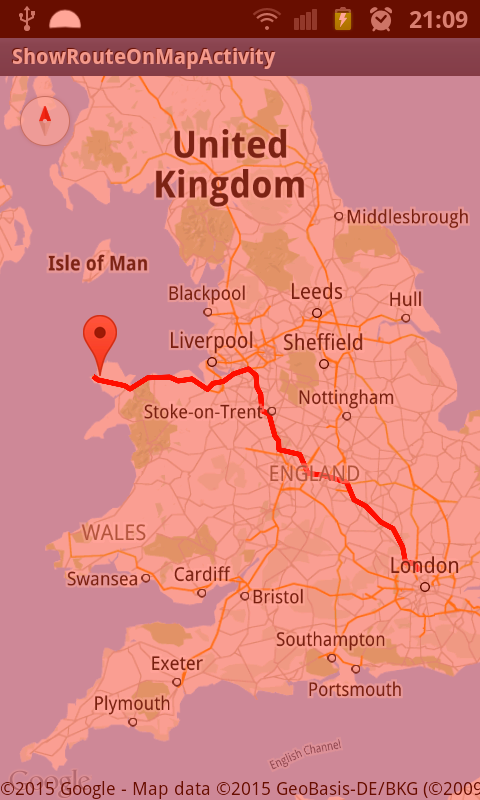 21:09
ShowRouteOnMapActivity
United
Kingdom
Middlesbrough
Isle of Man
Blackpool
Leeds
Hull
Liverpool
Sheffield
Nottingham
Stoke-on-Trent
ENGLAND
WALES
London
Swansea
Cardiff
Bristol
Southampton
Exeter
Portsmouth
Plymouth
English Channel
Google
©2015 Google - Map data ©2015 GeoBasis-DE/BKG (©2009